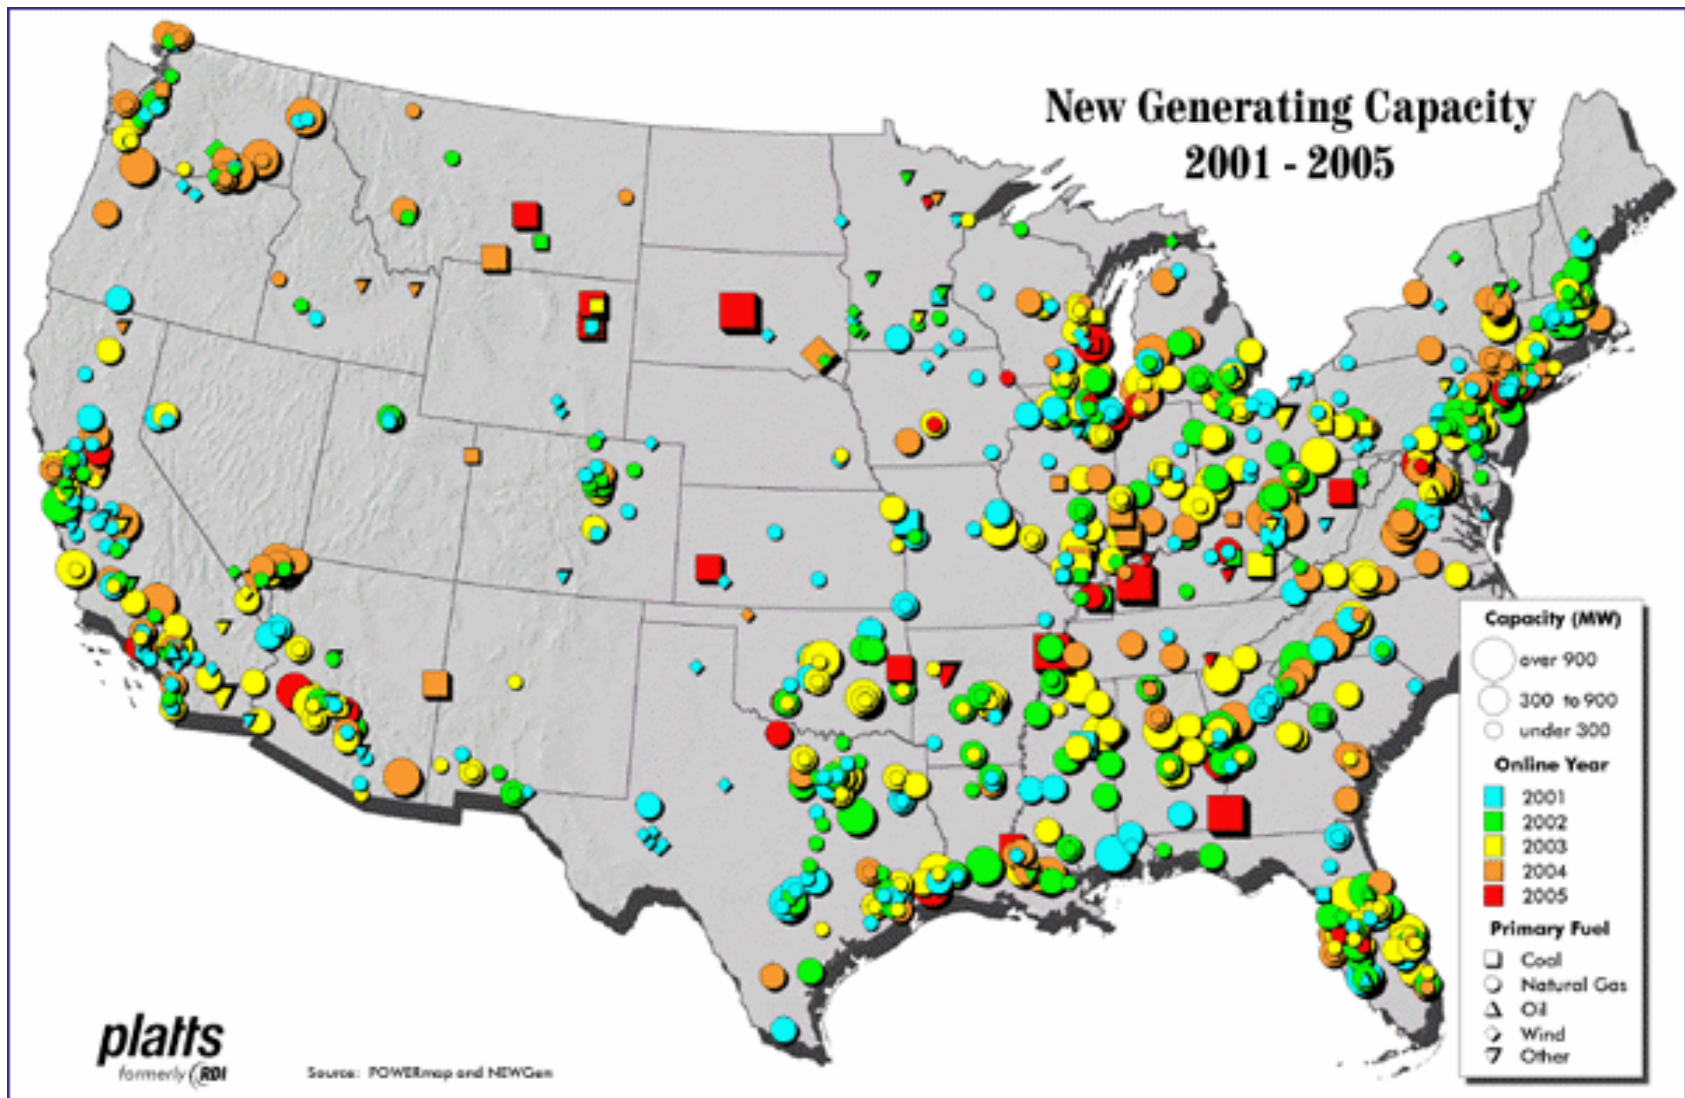 New Generating Capacity
2001 - 2005
Capacity (MW)
over 900
300 to 900
under 300
Online Year
2001
2002
2003
2004
2005
Primary Fuel
Coal
Natural Gas
Oil
Wind
Other
platts
formerly RDI
Source: POWERmap and NEWGen